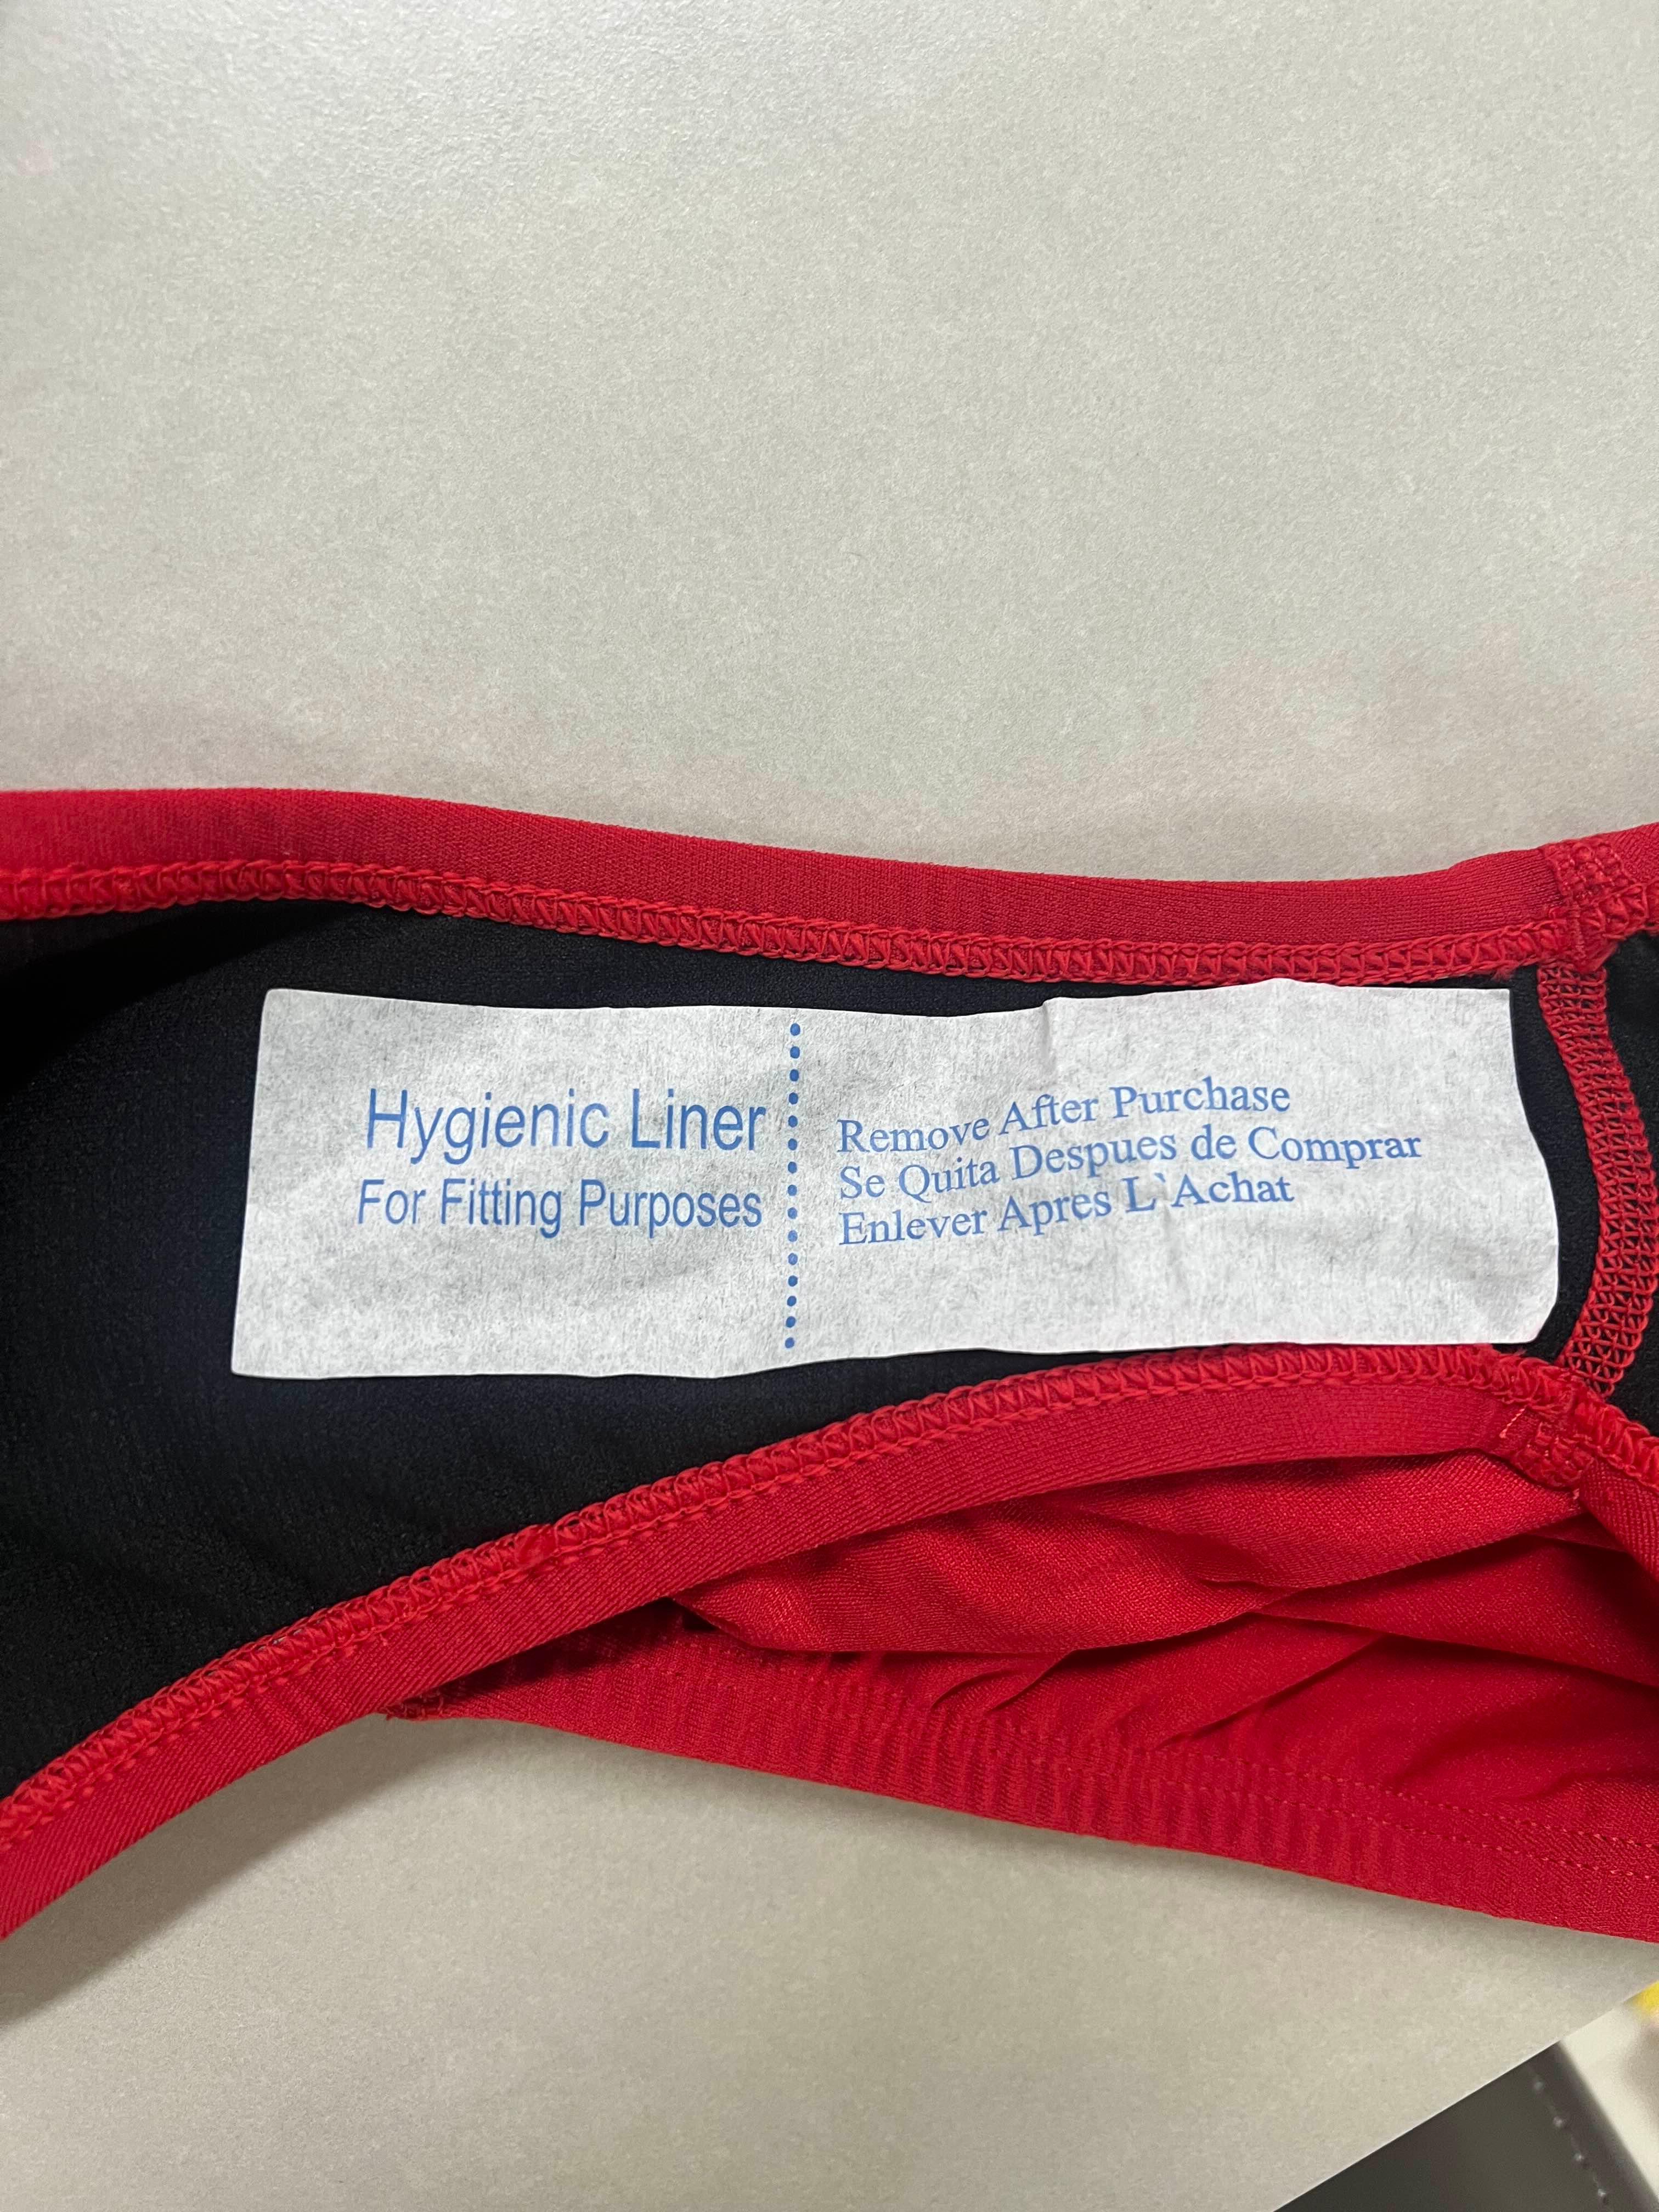 Hygienic Liner
For Fitting Purposes
Remove After Purchase
Se Quita Despues de Comprar
Enlever Apres L`Achat